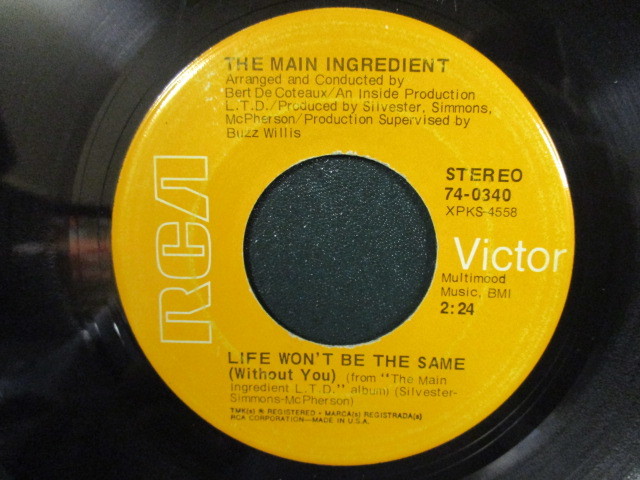 THE MAIN INGREDIENT
Arranged and Conducted by
Bert De Coteaux/An Inside Production
L.T.D./Produced by Silvester, Simmons,
McPherson/Production Supervised by
Buzz Willis
RCA
STEREO
74-0340
XPKS-4558
Victor
Multimood
Music, BMI
2:24
LIFE WON'T BE THE SAME
(Without You) (from "The Main
Ingredient L.T.D." album) (Silvester-
Simmons-McPherson)
TMK(s) ® REGISTERED • MARCA(s) REGISTRADA(s)
RCA CORPORATION—MADE IN U.S.A.